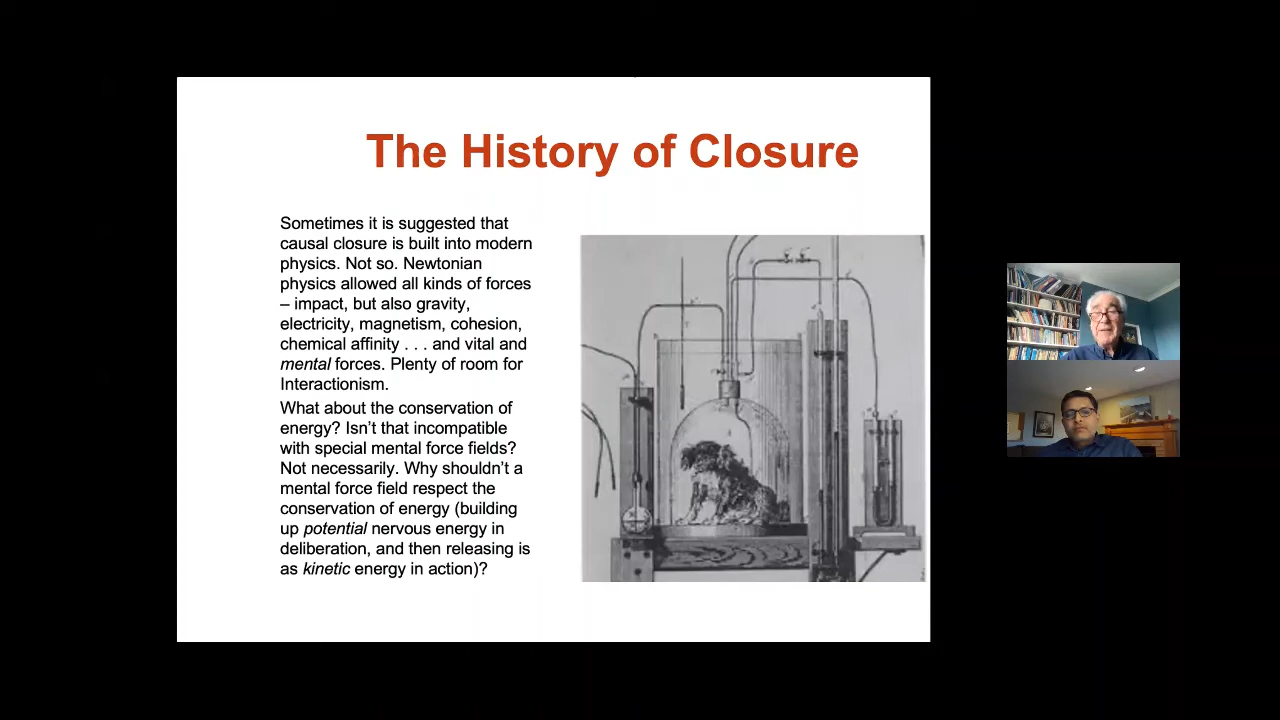 The History of Closure
Sometimes it is suggested that
causal closure is built into modern
physics. Not so. Newtonian
physics allowed all kinds of forces
– impact, but also gravity,
electricity, magnetism, cohesion,
chemical affinity . . . and vital and
mental forces. Plenty of room for
Interactionism.
What about the conservation of
energy? Isn’t that incompatible
with special mental force fields?
Not necessarily. Why shouldn’t a
mental force field respect the
conservation of energy (building
up potential nervous energy in
deliberation, and then releasing is
as kinetic energy in action)?